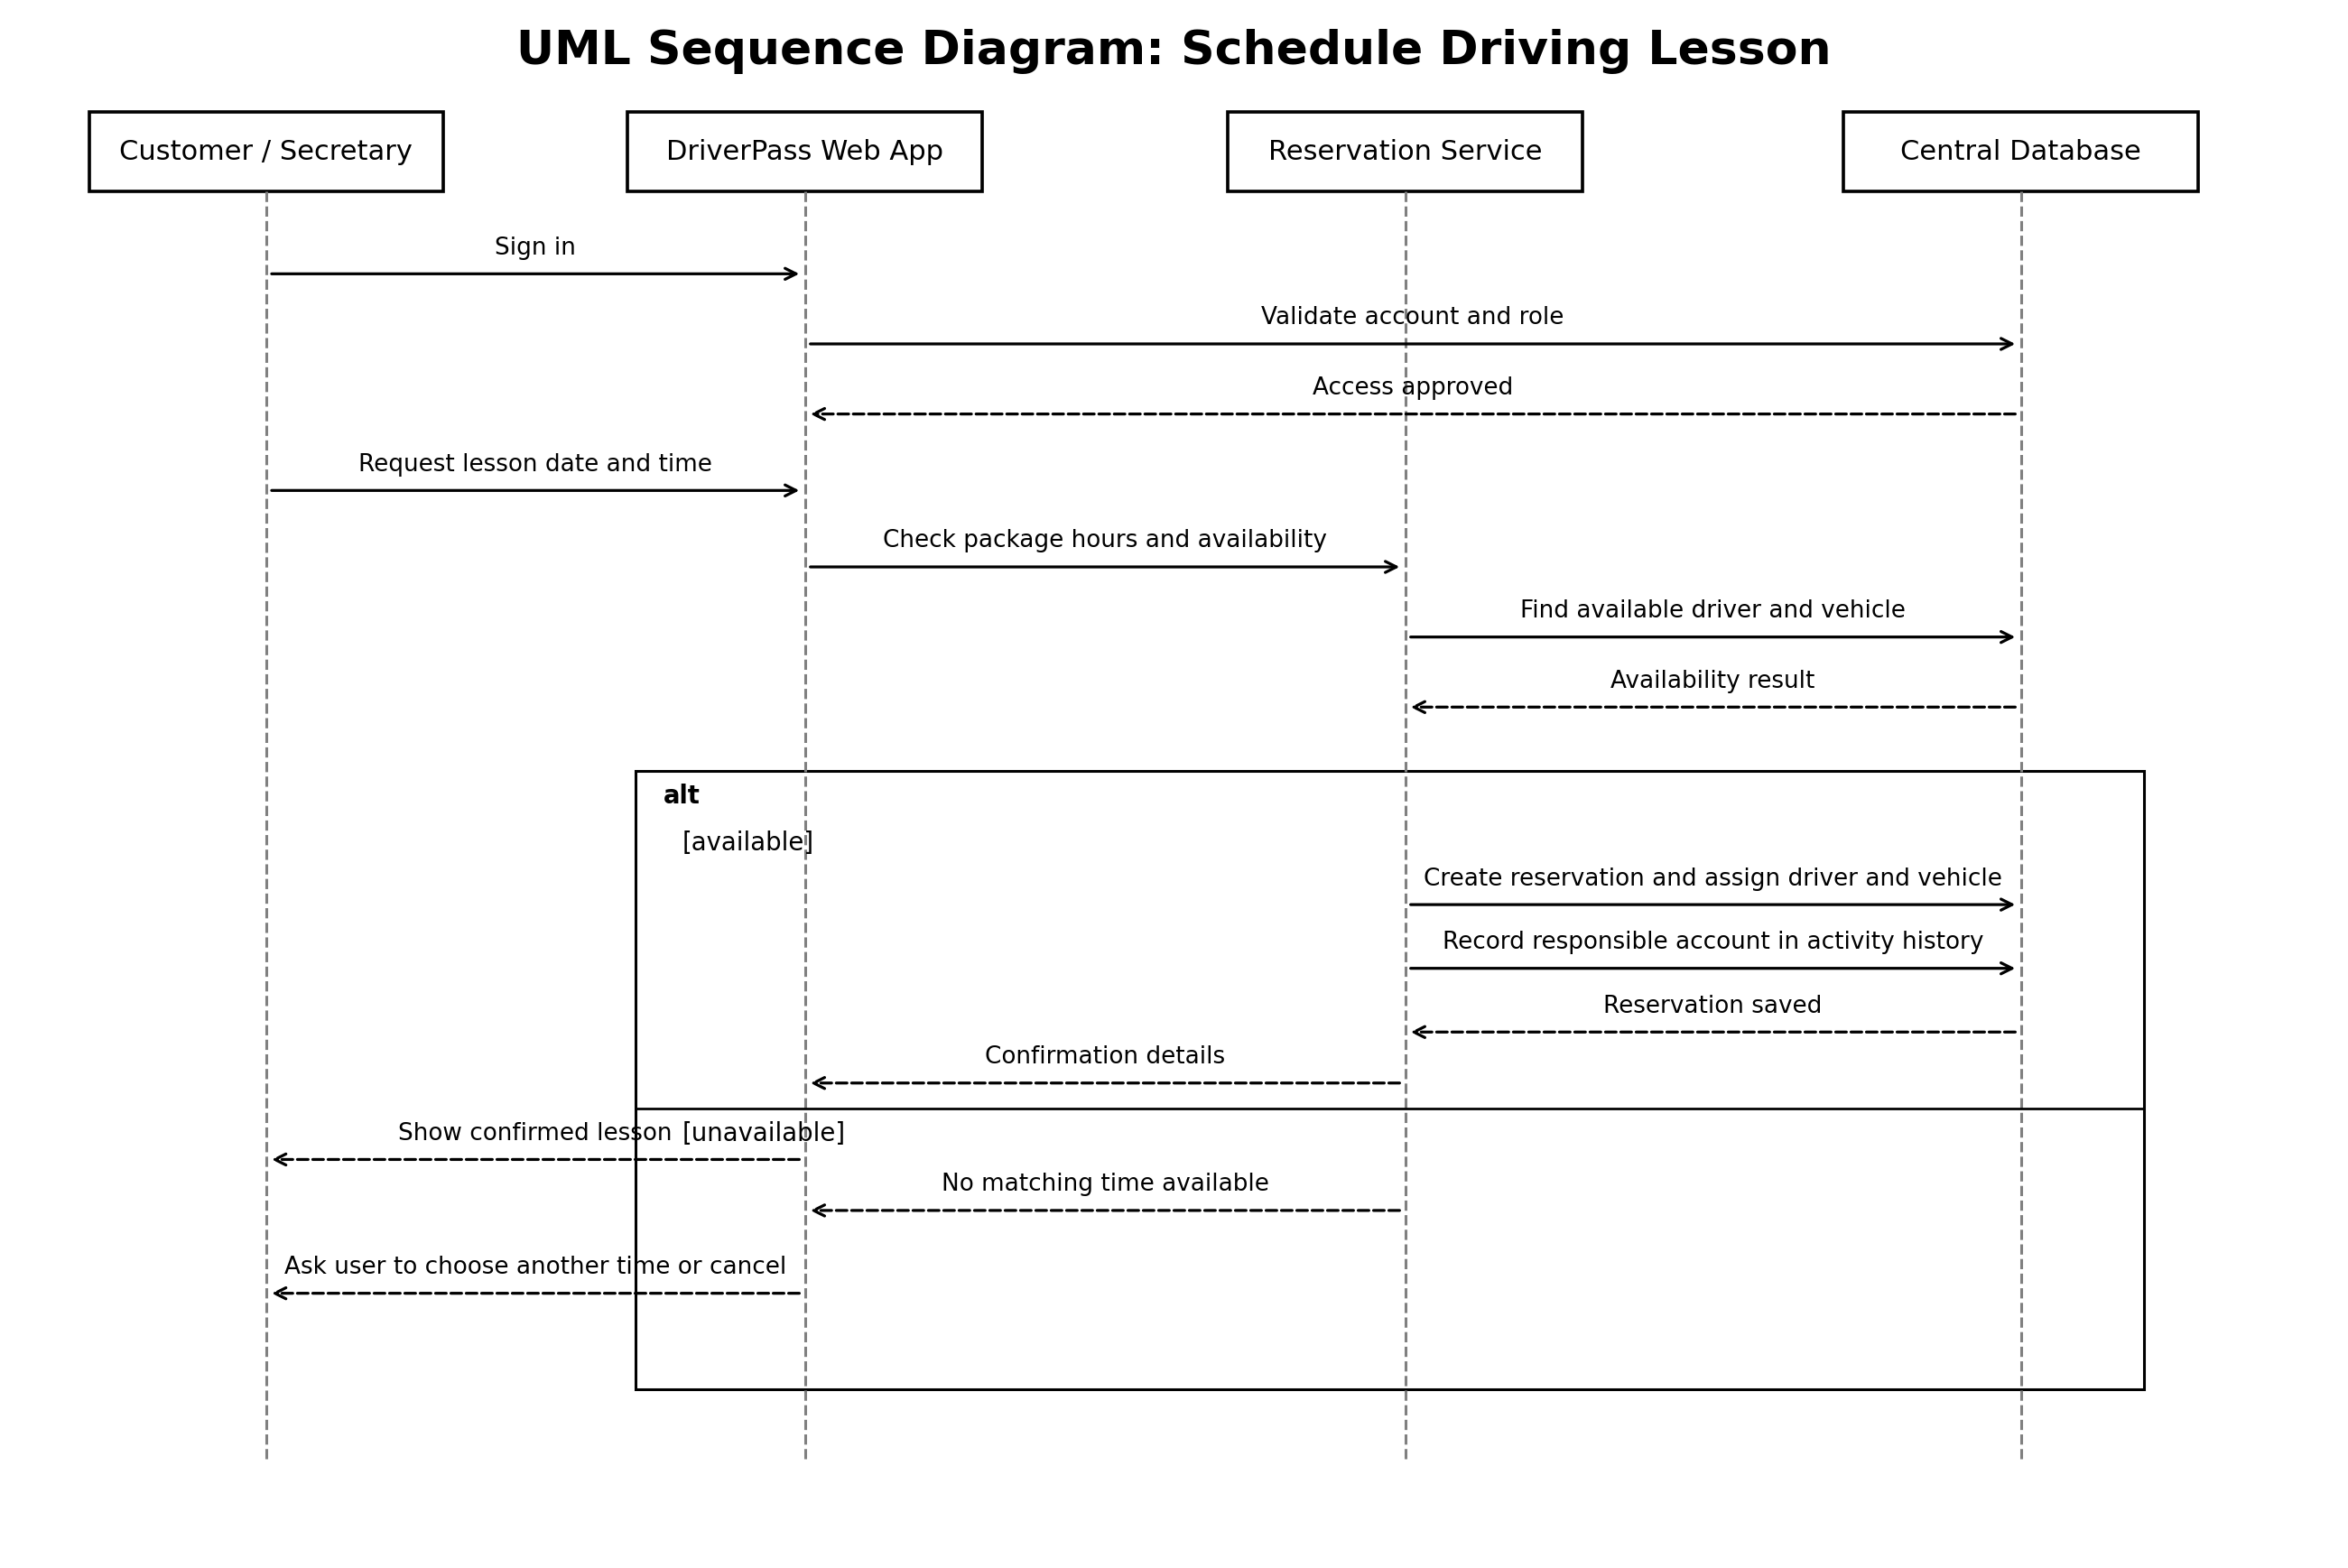 UML Sequence Diagram: Schedule Driving Lesson
Customer / Secretary
DriverPass Web App
Reservation Service
Central Database
Sign in
Validate account and role
Access approved
Request lesson date and time
Check package hours and availability
Find available driver and vehicle
Availability result
alt
[available]
Create reservation and assign driver and vehicle
Record responsible account in activity history
Reservation saved
Confirmation details
Show confirmed lesson
[unavailable]
No matching time available
Ask user to choose another time or cancel